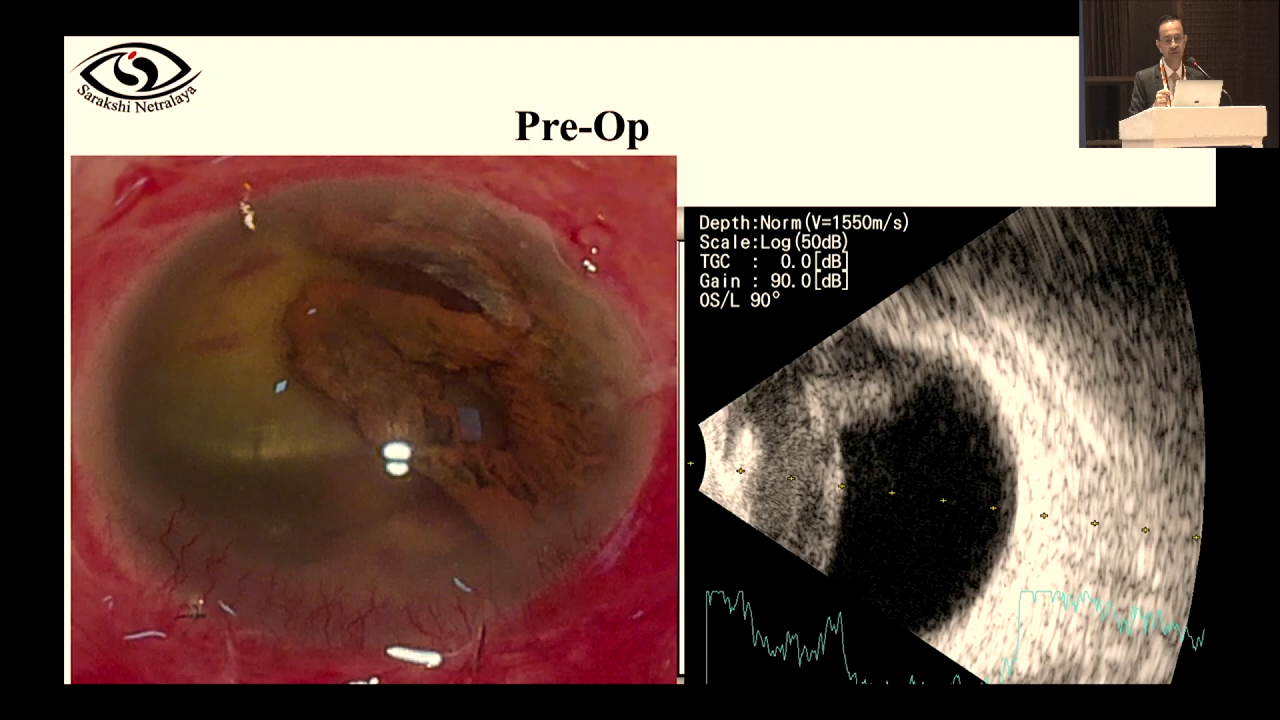 Sarakshi Netralaya
Pre-Op
Depth:Norm(V=1550m/s)
Scale:Log(50dB)
TGC : 0.0[dB]
Gain : 90.0[dB]
OS/L 90°